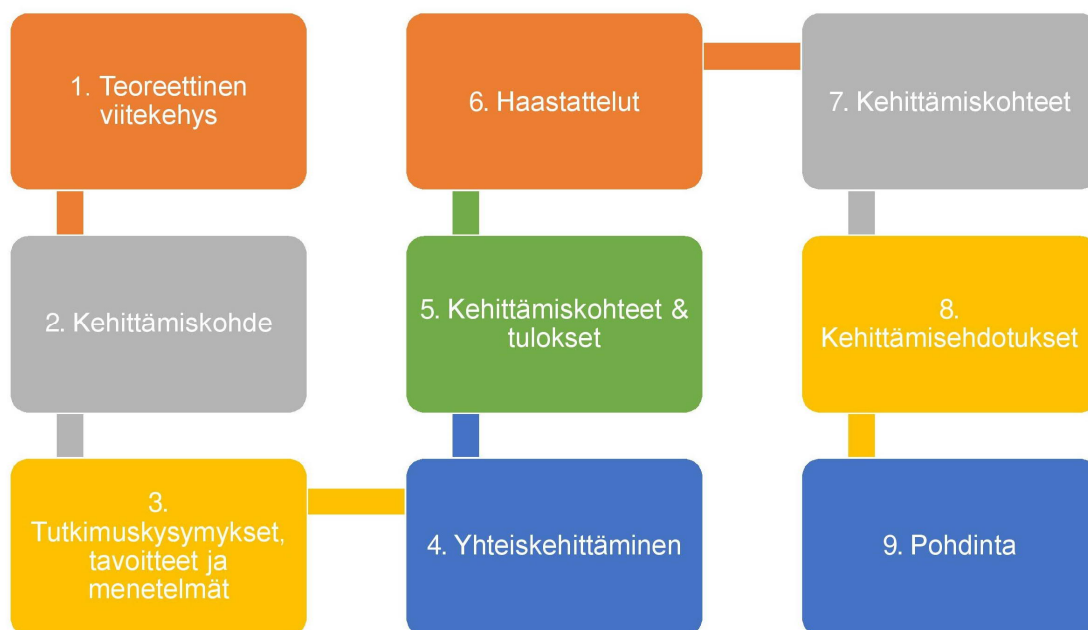 1. Teoreettinen
viitekehys
2. Kehittämiskohde
3.
Tutkimuskysymykset,
tavoitteet ja
menetelmät
4. Yhteiskehittäminen
5. Kehittämiskohteet &
tulokset
6. Haastattelut
7. Kehittämiskohteet
8.
Kehittämisehdotukset
9. Pohdinta